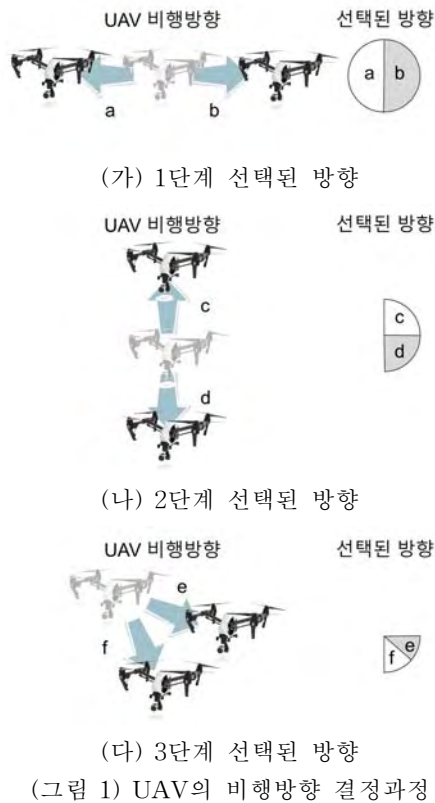 UAV 비행방향 선택된 방향
a b a b
(가) 1단계 선택된 방향
UAV 비행방향 선택된 방향
c c
d d
(나) 2단계 선택된 방향
UAV 비행방향 선택된 방향
e
f f e
(다) 3단계 선택된 방향
(그림 1) UAV의 비행방향 결정과정